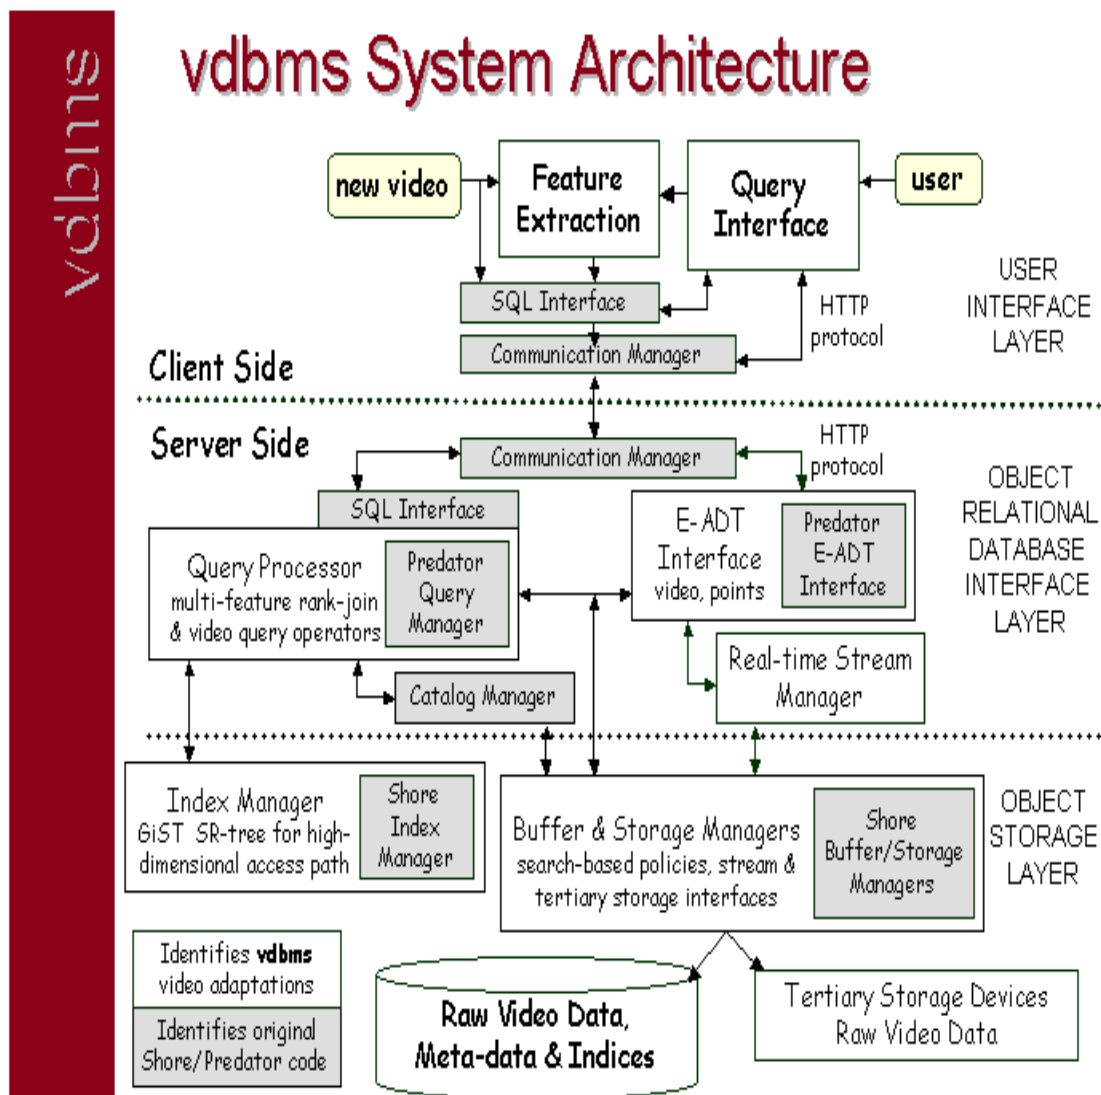 vdbms
vdbms System Architecture
new video
Feature
Extraction
Query
Interface
user
USER
INTERFACE
LAYER
SQL Interface
HTTP
protocol
Communication Manager
Client Side
Server Side
Communication Manager
HTTP
protocol
OBJECT
RELATIONAL
DATABASE
INTERFACE
LAYER
SQL Interface
Query Processor
multi-feature rank-join
& video query operators
Predator
Query
Manager
E-ADT
Interface
video, points
Predator
E-ADT
Interface
Real-time Stream
Manager
Catalog Manager
Index Manager
GiST SR-tree for high-
dimensional access path
Shore
Index
Manager
Buffer & Storage Managers
search-based policies, stream &
tertiary storage interfaces
Shore
Buffer/Storage
Managers
OBJECT
STORAGE
LAYER
Identifies vdbms
video adaptations
Identifies original
Shore/Predator code
Raw Video Data,
Meta-data & Indices
Tertiary Storage Devices
Raw Video Data